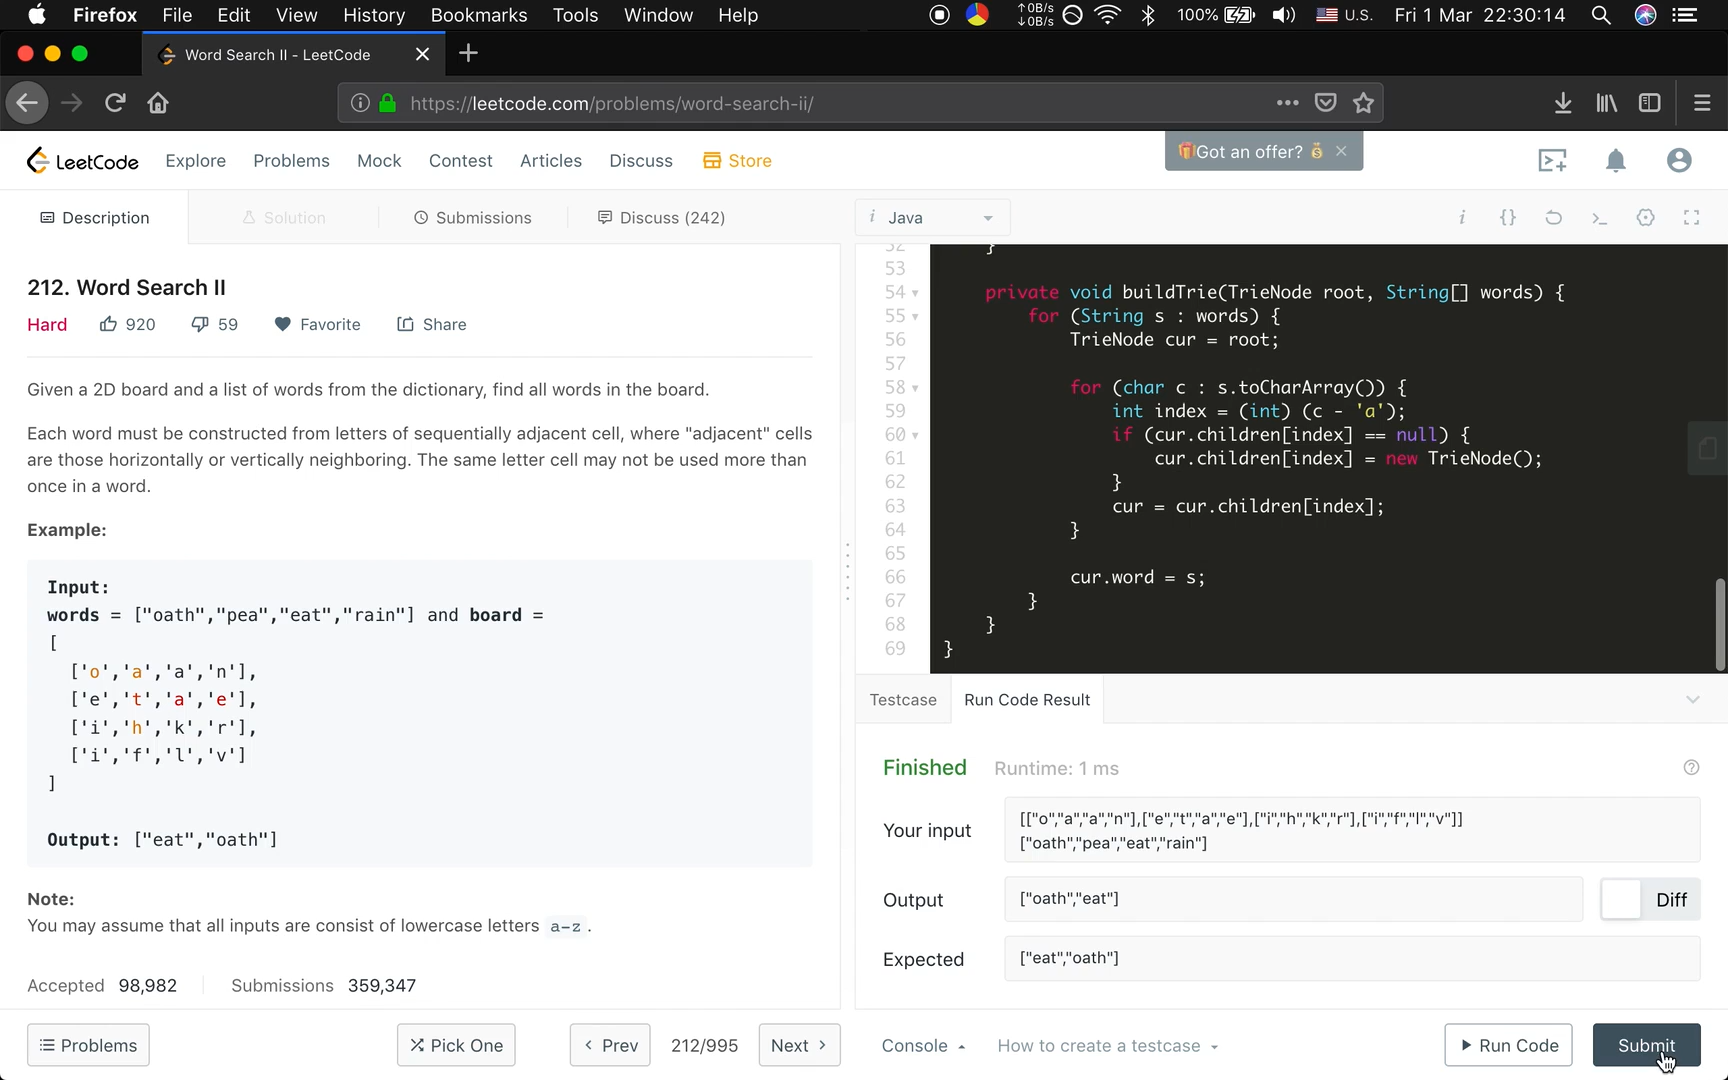 Firefox File Edit View History Bookmarks Tools Window Help ↑0B/s ↓0B/s 100% U.S. Fri 1 Mar 22:30:14
Word Search II - LeetCode
https://leetcode.com/problems/word-search-ii/
LeetCode Explore Problems Mock Contest Articles Discuss Store Got an offer?
Description Solution Submissions Discuss (242)
212. Word Search II
Hard 920 59 Favorite Share
Given a 2D board and a list of words from the dictionary, find all words in the board.
Each word must be constructed from letters of sequentially adjacent cell, where "adjacent" cells
are those horizontally or vertically neighboring. The same letter cell may not be used more than
once in a word.
Example:
Input:
words = ["oath","pea","eat","rain"] and board =
[
['o','a','a','n'],
['e','t','a','e'],
['i','h','k','r'],
['i','f','l','v']
]
Output: ["eat","oath"]
Note:
You may assume that all inputs are consist of lowercase letters a-z .
Accepted 98,982 Submissions 359,347
Problems Pick One Prev 212/995 Next
i Java
52 }
53
54 private void buildTrie(TrieNode root, String[] words) {
55 for (String s : words) {
56 TrieNode cur = root;
57
58 for (char c : s.toCharArray()) {
59 int index = (int) (c - 'a');
60 if (cur.children[index] == null) {
61 cur.children[index] = new TrieNode();
62 }
63 cur = cur.children[index];
64 }
65
66 cur.word = s;
67 }
68 }
69 }
Testcase Run Code Result
Finished Runtime: 1 ms
Your input
[["o","a","a","n"],["e","t","a","e"],["i","h","k","r"],["i","f","l","v"]]
["oath","pea","eat","rain"]
Output ["oath","eat"] Diff
Expected ["eat","oath"]
Console How to create a testcase Run Code Submit